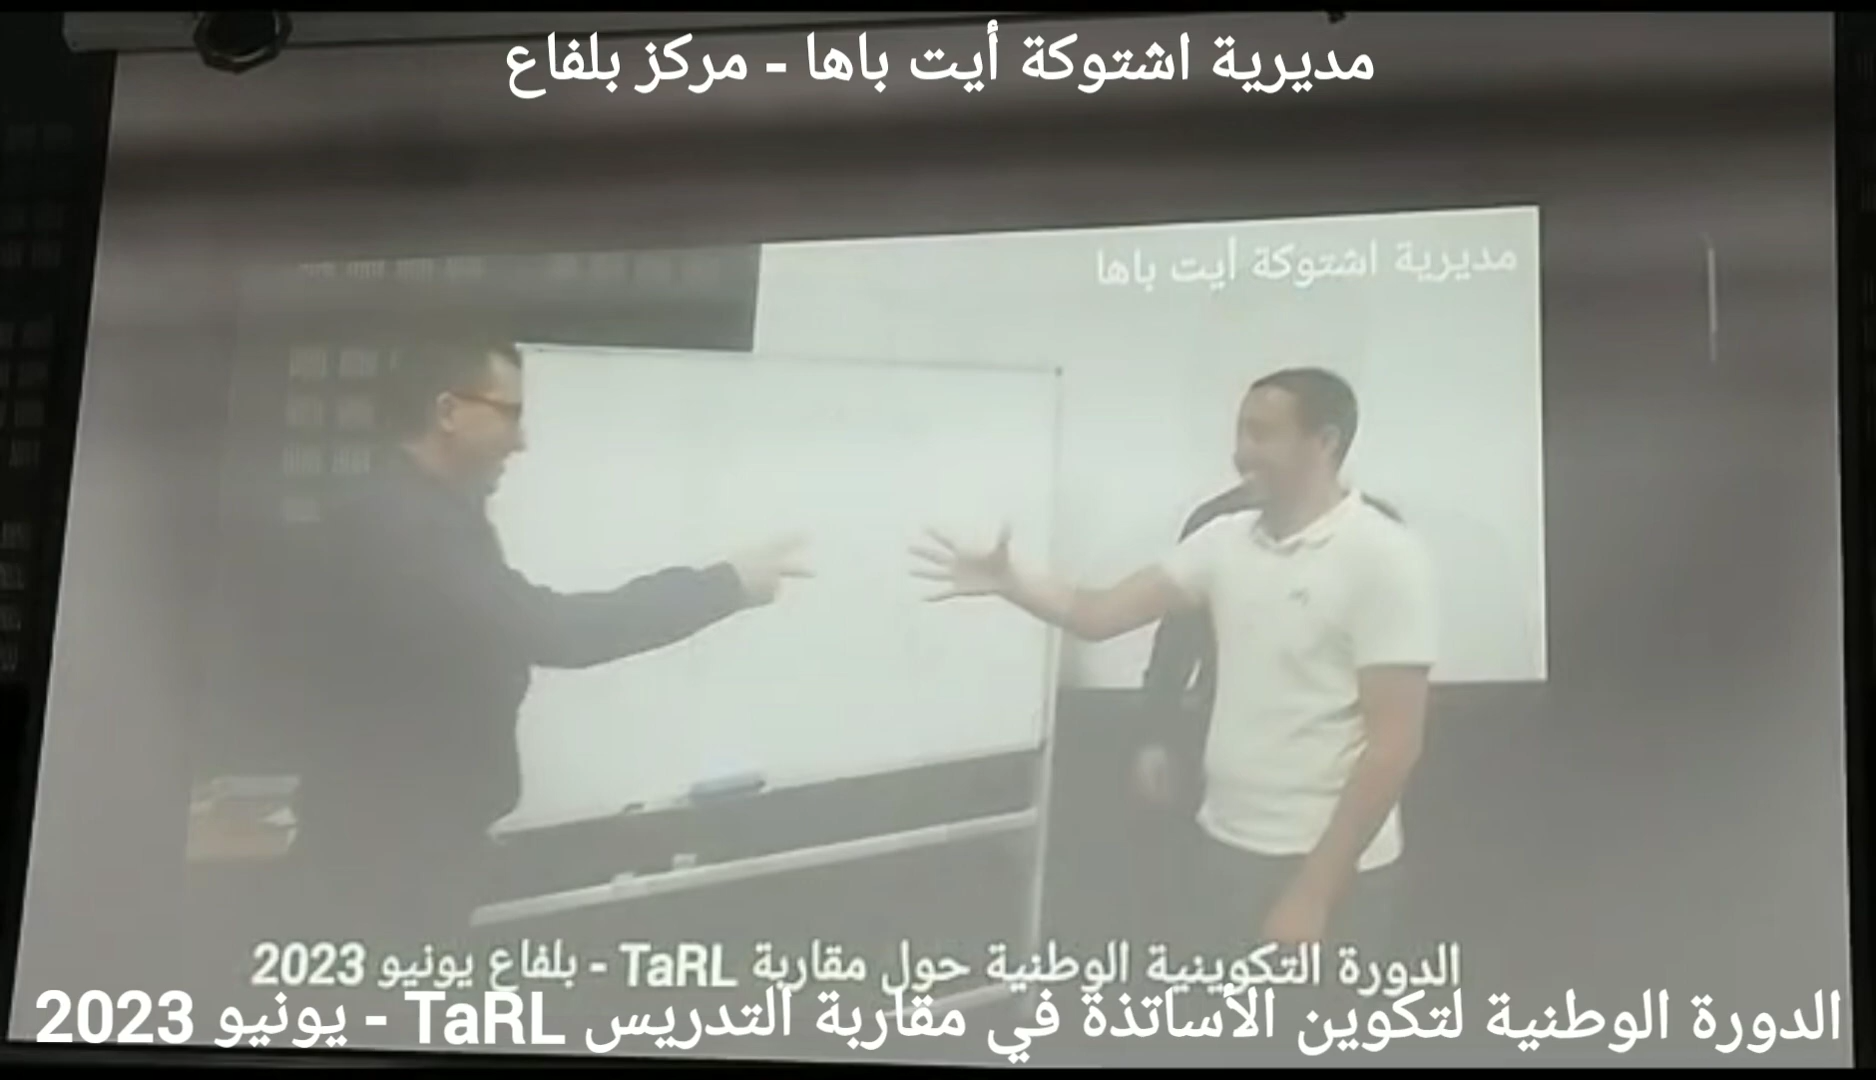 مديرية اشتوكة أيت باها - مركز بلفاع
مديرية اشتوكة أيت باها
الدورة التكوينية الوطنية حول مقاربة TaRL - بلفاع يونيو 2023
الدورة الوطنية لتكوين الأساتذة في مقاربة التدريس TaRL - يونيو 2023